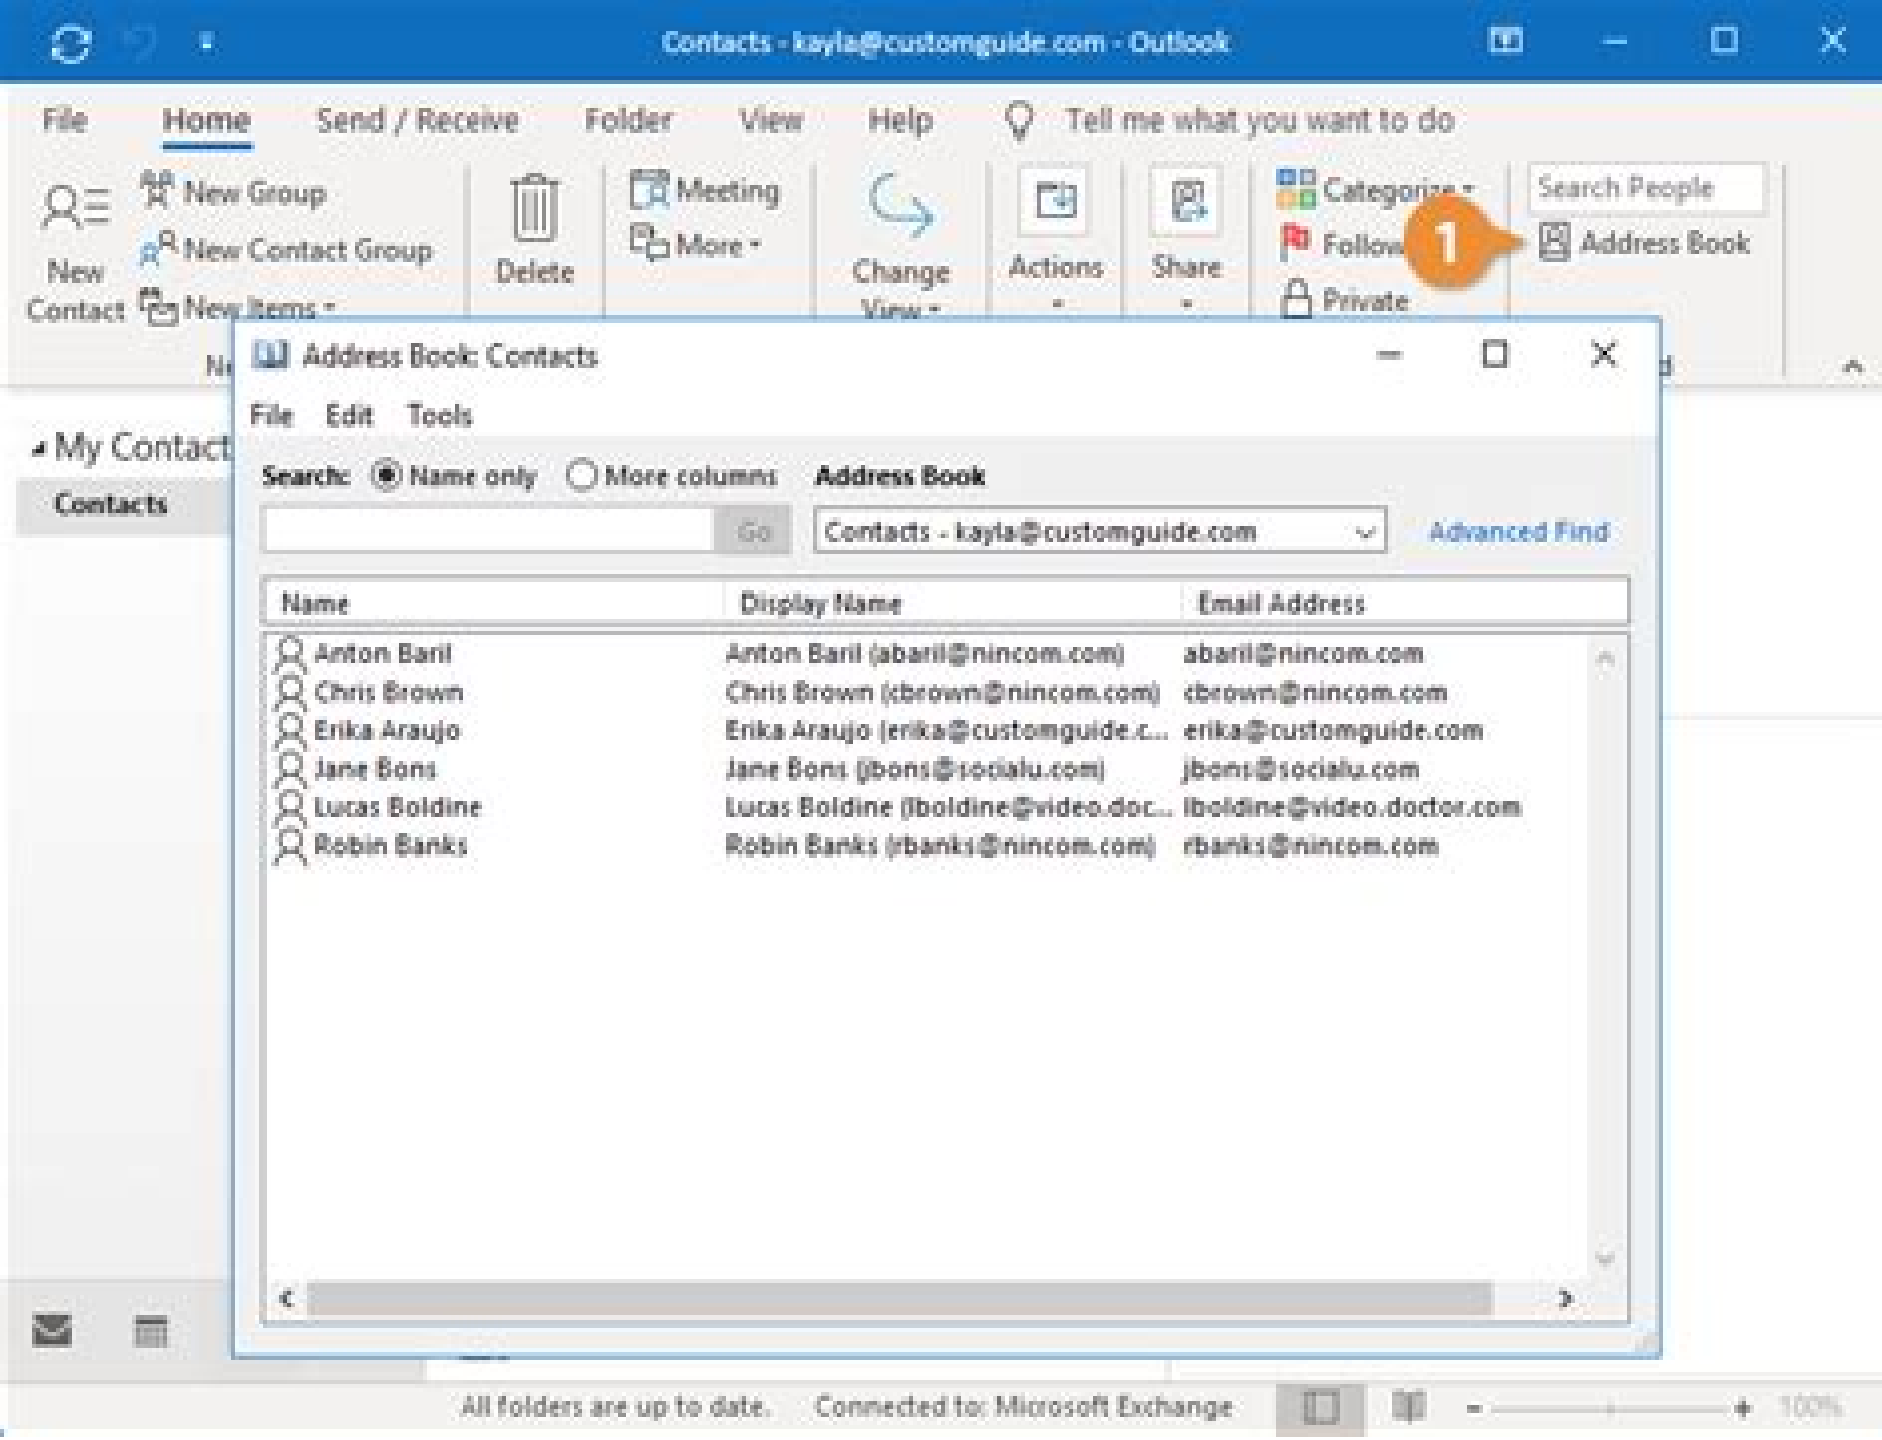 Contacts - kayla@customguide.com - Outlook
File Home Send / Receive Folder View Help Tell me what you want to do
New Contact
New Group
New Contact Group
New Items
Delete
Meeting
More
Change View
Actions
Share
Categorize
Follow
Private
1
Search People
Address Book
Address Book: Contacts
File Edit Tools
My Contact
Contacts
Search: Name only More columns Address Book
Go Contacts - kayla@customguide.com Advanced Find
Name Display Name Email Address
Anton Baril Anton Baril (abaril@nincom.com) abaril@nincom.com
Chris Brown Chris Brown (cbrown@nincom.com) cbrown@nincom.com
Erika Araujo Erika Araujo (erika@customguide.c... erika@customguide.com
Jane Bons Jane Bons (jbons@socialu.com) jbons@socialu.com
Lucas Boldine Lucas Boldine (lboldine@video.doc... lboldine@video.doctor.com
Robin Banks Robin Banks (rbanks@nincom.com) rbanks@nincom.com
All folders are up to date. Connected to: Microsoft Exchange 100%